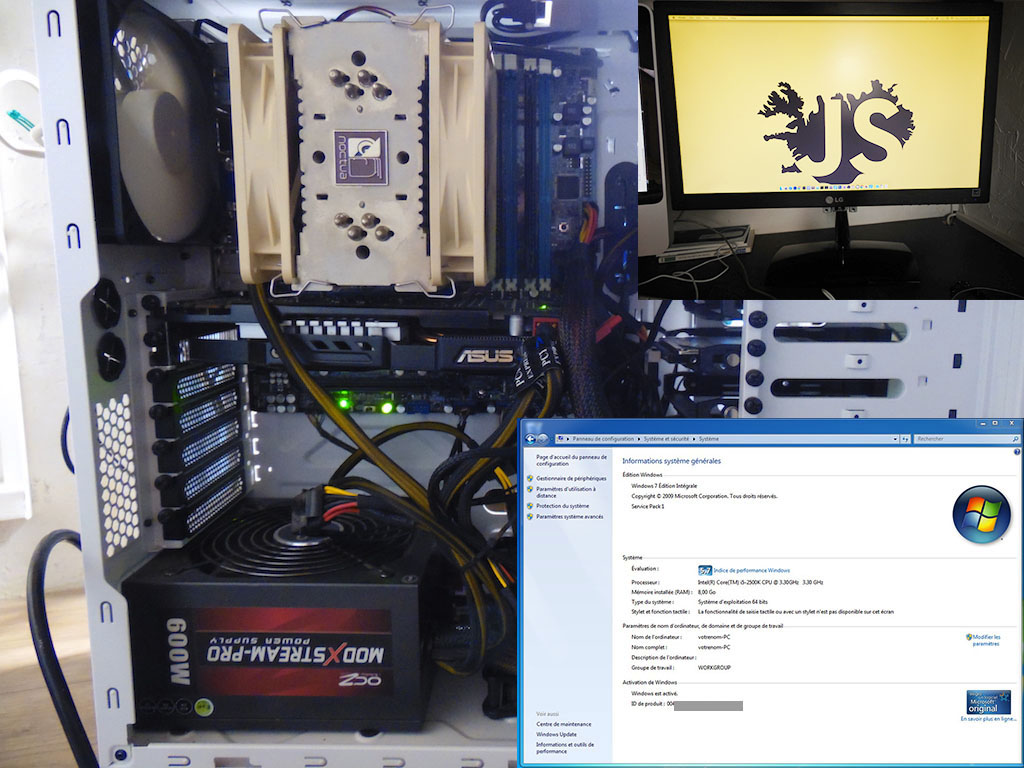 noctua
JS
LG
ASUS
PCI
600W
MODXSTREAM-PRO
POWER SUPPLY
OCZ
Panneau de configuration
Système et sécurité
Système
Rechercher
Page d'accueil du panneau de
configuration
Gestionnaire de périphériques
Paramètres d'utilisation à
distance
Protection du système
Paramètres système avancés
Voir aussi
Centre de maintenance
Windows Update
Informations et outils de
performance
Informations système générales
Édition Windows
Windows 7 Édition Intégrale
Copyright © 2009 Microsoft Corporation. Tous droits réservés.
Service Pack 1
Système
Évaluation :
Indice de performance Windows
Processeur : Intel(R) Core(TM) i5-2500K CPU @ 3.30GHz 3.30 GHz
Mémoire installée (RAM) : 8,00 Go
Type du système : Système d'exploitation 64 bits
Stylet et fonction tactile : La fonctionnalité de saisie tactile ou avec un stylet n'est pas disponible sur cet écran
Paramètres de nom d'ordinateur, de domaine et de groupe de travail
Nom de l'ordinateur : votrenom-PC
Modifier les
paramètres
Nom complet : votrenom-PC
Description de l'ordinateur :
Groupe de travail : WORKGROUP
Activation de Windows
Windows est activé.
ID de produit : 004
Microsoft
original
En savoir plus en ligne...